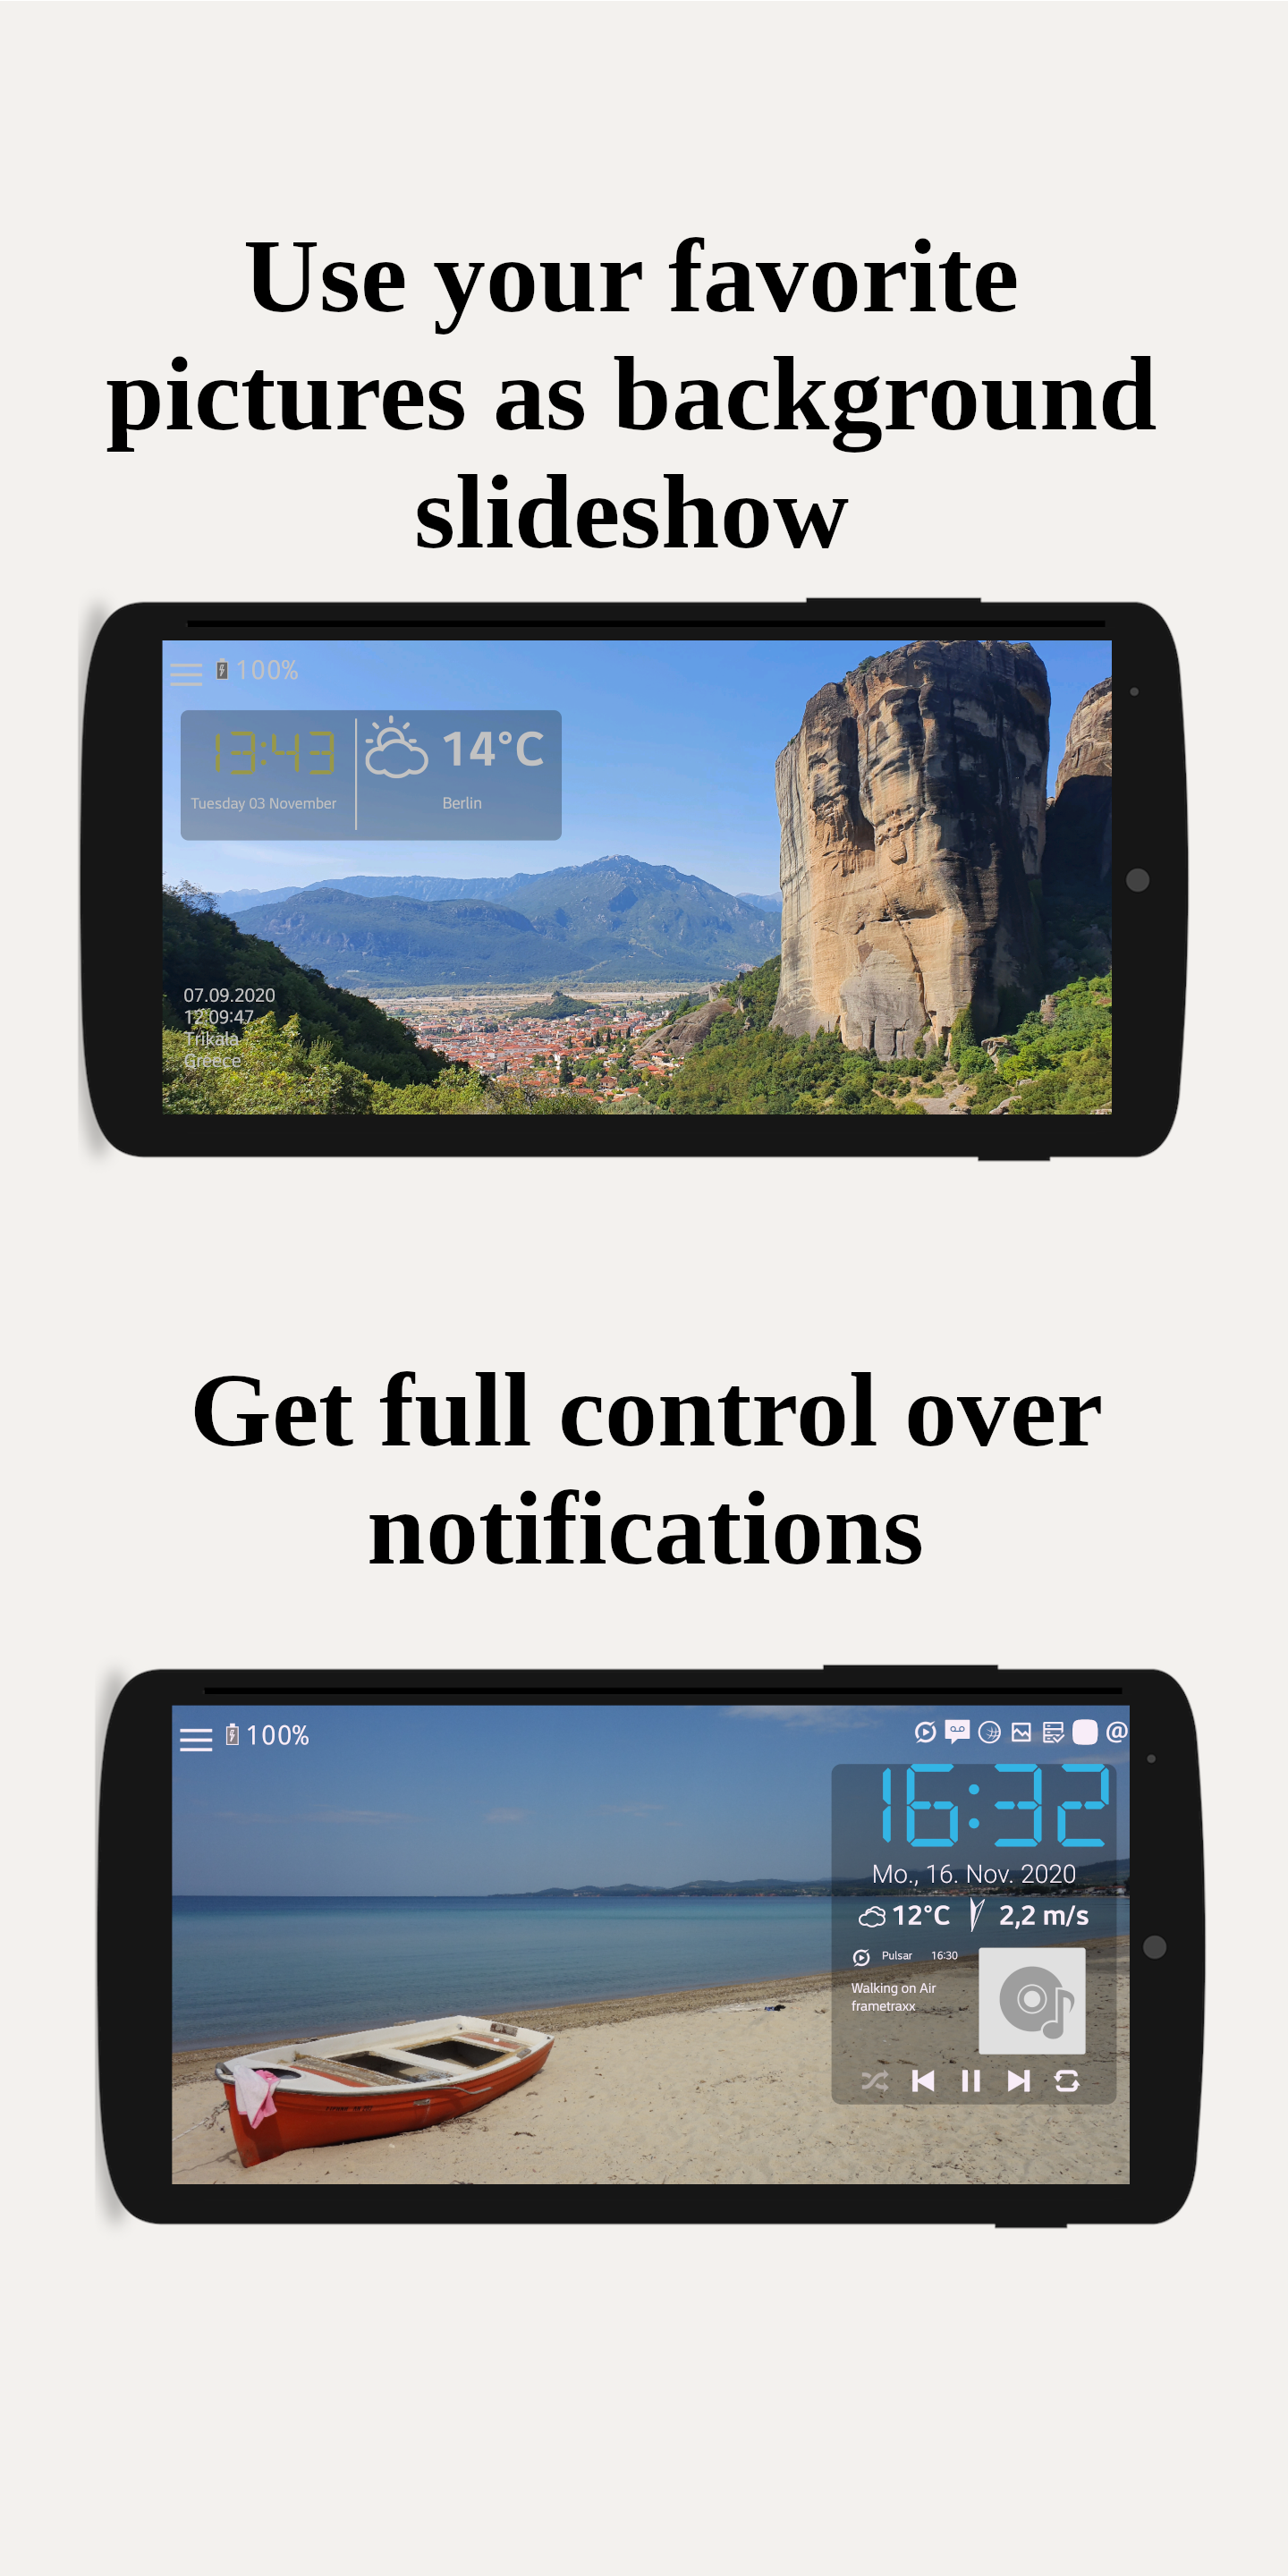 Use your favorite
pictures as background
slideshow
100%
13:43
14°C
Tuesday 03 November
Berlin
07.09.2020
12:09:47
Trikala
Greece
Get full control over
notifications
100%
@
16:32
Mo., 16. Nov. 2020
12°C 2,2 m/s
Pulsar 16:30
Walking on Air
frametraxx